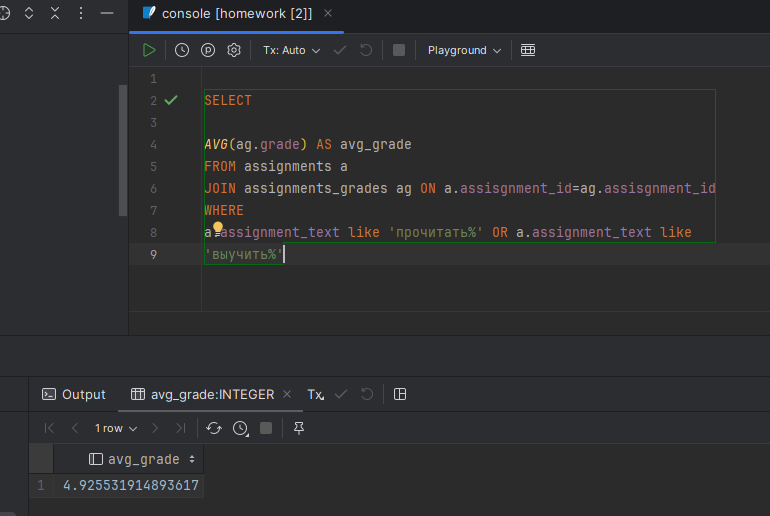 console [homework [2]]
Tx: Auto
Playground
1
2 SELECT
3
4 AVG(ag.grade) AS avg_grade
5 FROM assignments a
6 JOIN assignments_grades ag ON a.assisgnment_id=ag.assisgnment_id
7 WHERE
8 a.assignment_text like 'прочитать%' OR a.assignment_text like
9 'выучить%'
Output
avg_grade:INTEGER
Tx
1 row
avg_grade
1 4.925531914893617